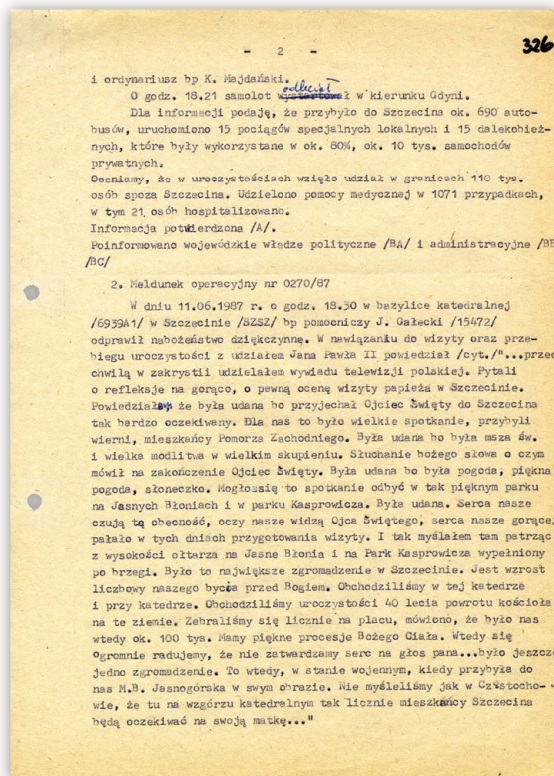 - 2 -
326
i ordynariusz bp K. Majdański.
odleciał
O godz. 18.21 samolot wystartował w kierunku Gdyni.
Dla informacji podaję, że przybyło do Szczecina ok. 690 auto-
busów, uruchomiono 15 pociągów specjalnych lokalnych i 15 dalekobież-
nych, które były wykorzystane w ok. 80%, ok. 10 tys. samochodów
prywatnych.
Oceniamy, że w uroczystościach wzięło udział w granicach 110 tys.
osób spoza Szczecina. Udzielono pomocy medycznej w 1071 przypadkach,
w tym 21 osób hospitalizowano.
Informacja potwierdzona /A/.
Poinformowano wojewódzkie władze polityczne /BA/ i administracyjne /BB
/BC/
2. Meldunek operacyjny nr 0270/87
W dniu 11.06.1987 r. o godz. 18.30 w bazylice katedralnej
/6939A1/ w Szczecinie /SZSZ/ bp pomocniczy J. Gałecki /15472/
odprawił nabożeństwo dziękczynne. W nawiązaniu do wizyty oraz prze-
biegu uroczystości z udziałem Jana Pawła II powiedział /cyt./"...przed
chwilą w zakrystii udzielałem wywiadu telewizji polskiej. Pytali
o refleksje na gorąco, o pewną ocenę wizyty papieża w Szczecinie.
Powiedziałem że była udana bo przyjechał Ojciec Święty do Szczecina
tak bardzo oczekiwany. Dla nas to było wielkie spotkanie, przybyli
wierni, mieszkańcy Pomorza Zachodniego. Była udana bo była msza św.
i wielka modlitwa w wielkim skupieniu. Słuchanie bożego słowa o czym
mówił na zakończenie Ojciec Święty. Była udana bo była pogoda, piękna
pogoda, słoneczko. Mogłossię to spotkanie odbyć w tak pięknym parku
na Jasnych Błoniach i w parku Kasprowicza. Była udana. Serca nasze
czują tę obecność, oczy nasze widzą Ojca Świętego, serca nasze goręcej
pałało w tych dniach przygotowania wizyty. I tak myślałem tam patrząc
z wysokości ołtarza na Jasne Błonia i na Park Kasprowicza wypełniony
po brzegi. Było to największe zgromadzenie w Szczecinie. Jest wzrost
liczbowy naszego bycia przed Bogiem. Obchodziliśmy w tej katedrze
i przy katedrze. Obchodziliśmy uroczystości 40 lecia powrotu kościoła
na te ziemie. Zebraliśmy się licznie na placu, mówiono, że było nas
wtedy ok. 100 tys. Mamy piękne procesje Bożego Ciała. Wtedy się
ogromnie radujemy, że nie zatwardzamy serc na głos pana...było jeszcze
jedno zgromadzenie. To wtedy, w stanie wojennym, kiedy przybyła do
nas M.B. Jasnogórska w swym obrazie. Nie myśleliśmy jak w Częstocho-
wie, że tu na wzgórzu katedralnym tak licznie mieszkańcy Szczecina
będą oczekiwać na swoją matkę..."